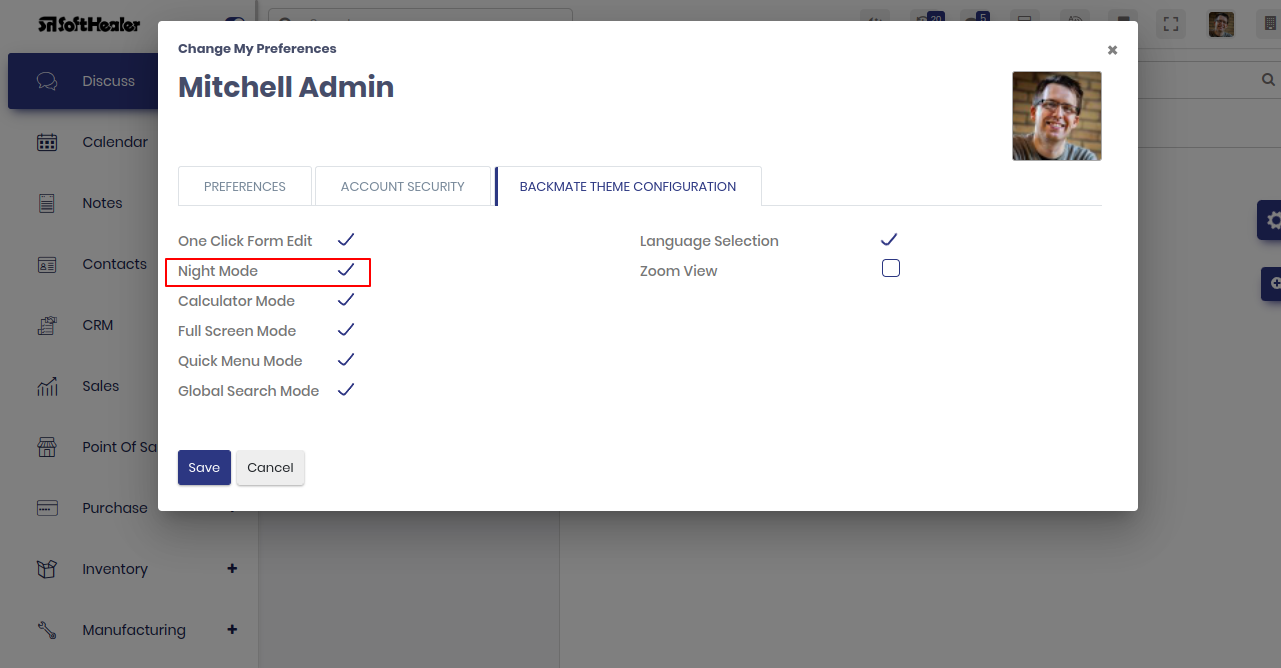 SOftHealer
20
5
Change My Preferences
Mitchell Admin
PREFERENCES
ACCOUNT SECURITY
BACKMATE THEME CONFIGURATION
One Click Form Edit
Night Mode
Calculator Mode
Full Screen Mode
Quick Menu Mode
Global Search Mode
Language Selection
Zoom View
Save
Cancel
Discuss
Calendar
Notes
Contacts
CRM
Sales
Point Of Sa
Purchase
Inventory
Manufacturing